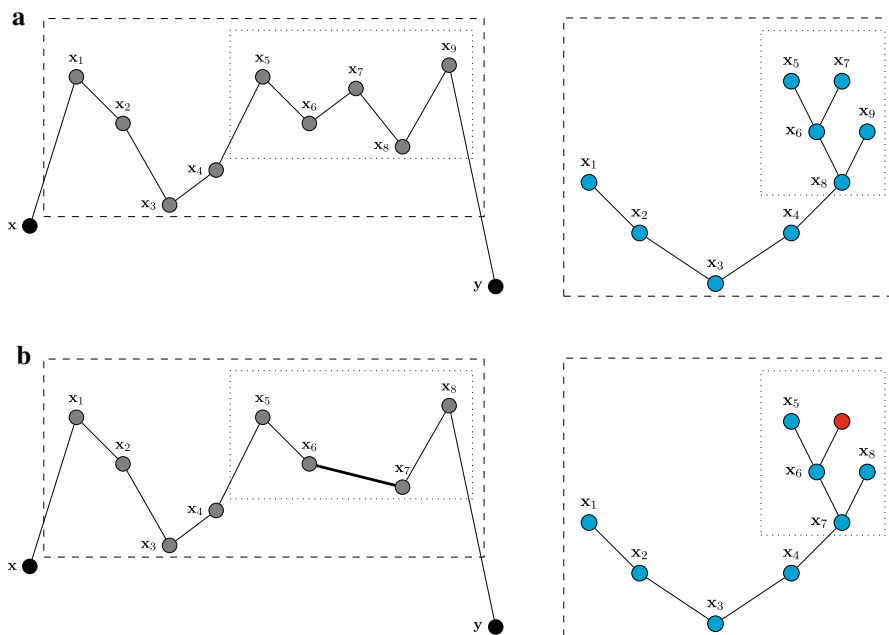 a
x₁
x₂
x₃
x₄
x₅
x₆
x₇
x₈
x₉
x
y
x₁
x₂
x₃
x₄
x₅
x₆
x₇
x₈
x₉
b
x₁
x₂
x₃
x₄
x₅
x₆
x₇
x₈
x
y
x₁
x₂
x₃
x₄
x₅
x₆
x₇
x₈